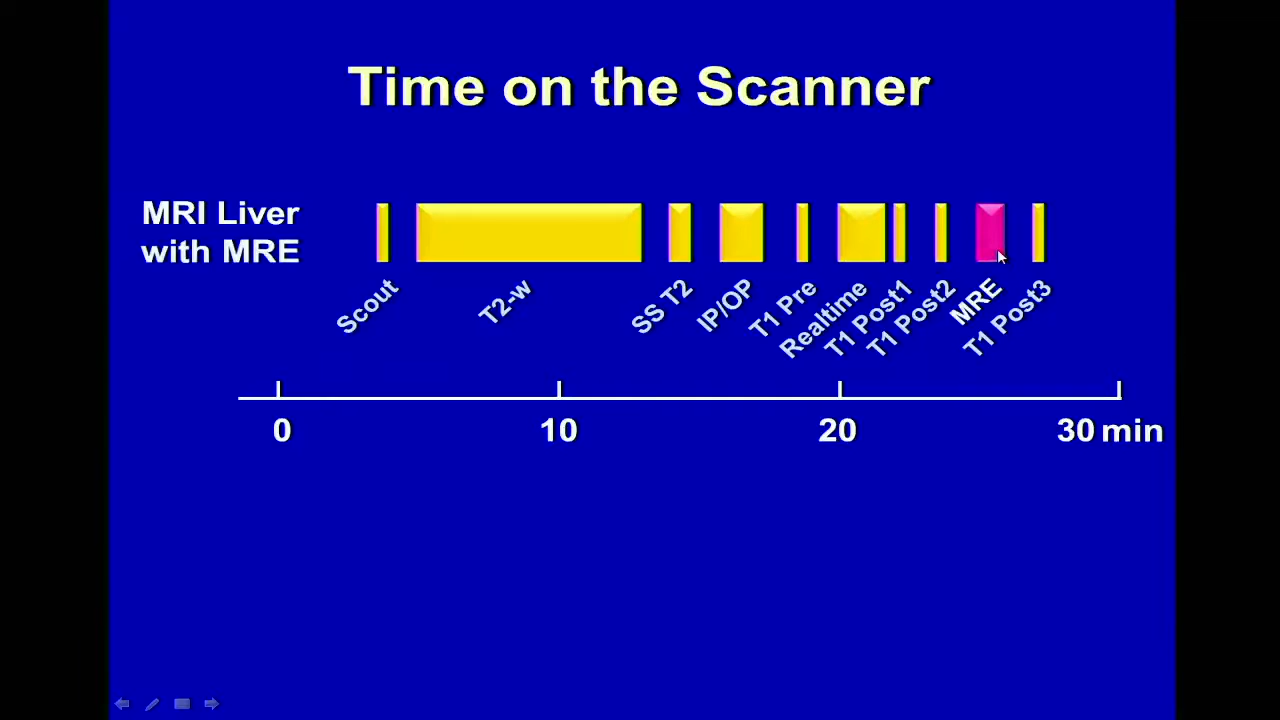 Time on the Scanner
MRI Liver
with MRE
Scout
T2-w
SS T2
IP/OP
T1 Pre
Realtime
T1 Post1
T1 Post2
MRE
T1 Post3
0
10
20
30 min